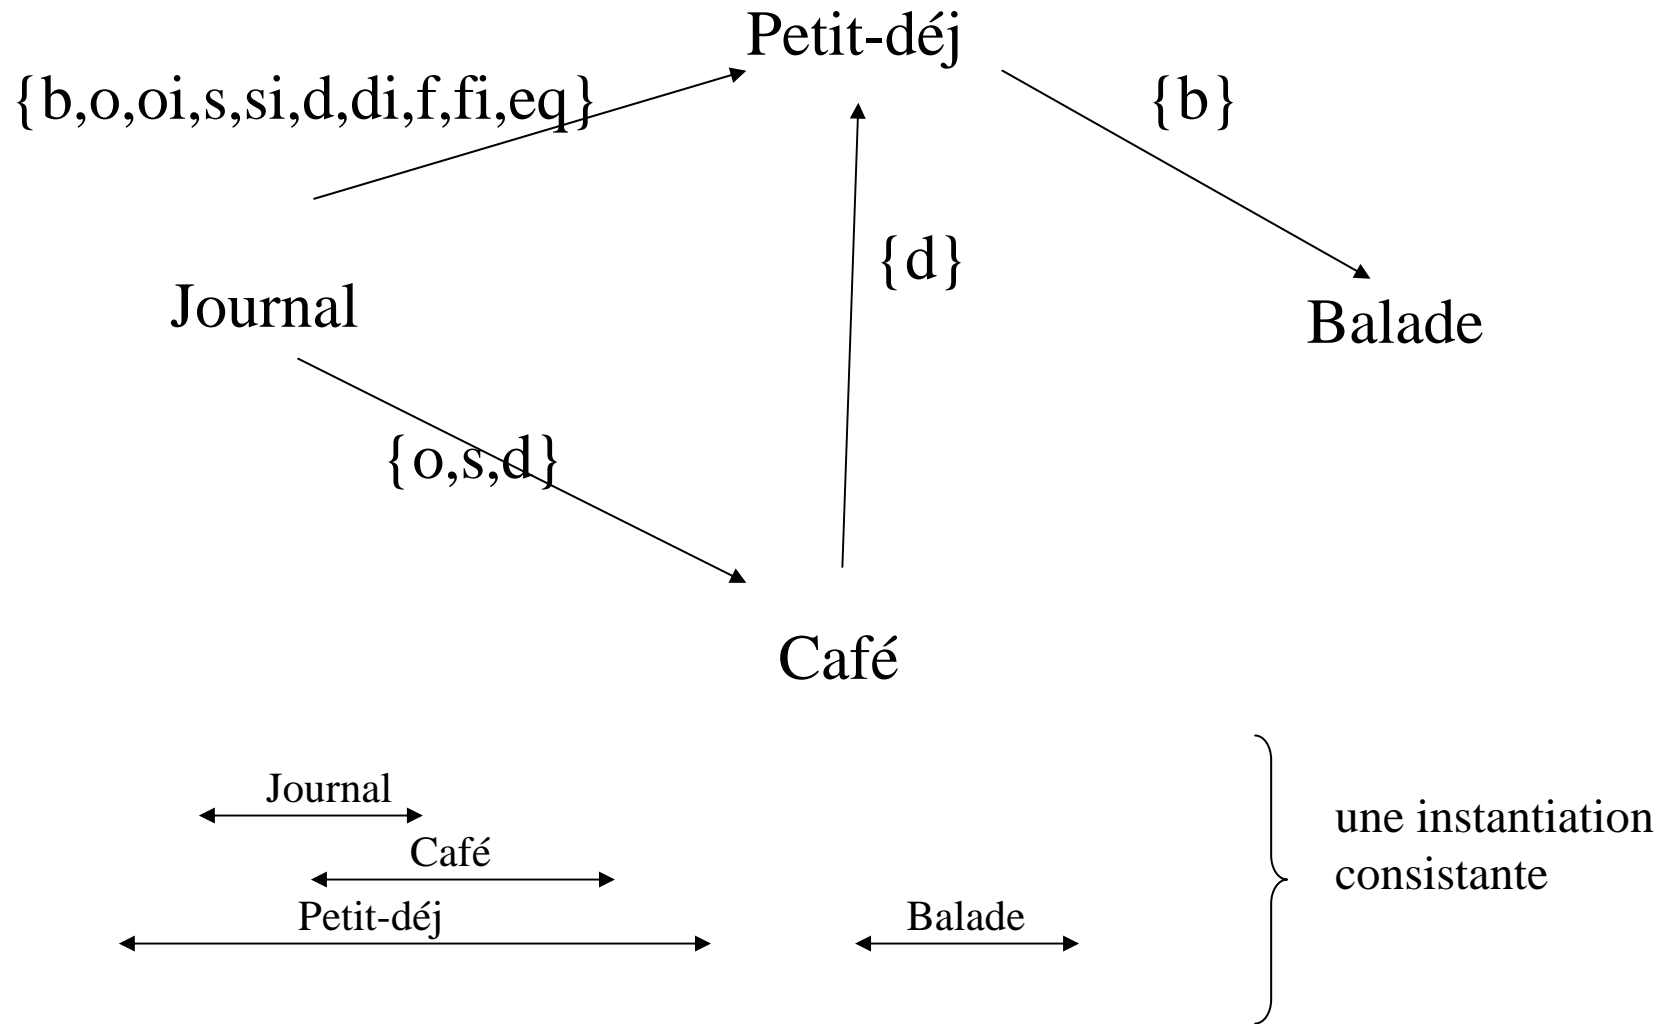 Petit-déj
{b,o,oi,s,si,d,di,f,fi,eq}
{b}
{d}
Journal
Balade
{o,s,d}
Café
Journal
Café
Petit-déj
Balade
une instantiation
consistante